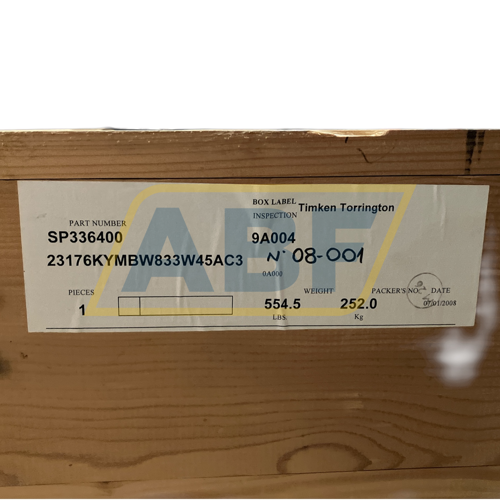 BOX LABEL
Timken Torrington
PART NUMBER
INSPECTION
SP336400
9A004
23176KYMBW833W45AC3
N° 08-001
0A000
PIECES
WEIGHT
PACKER'S NO.
DATE
1
554.5
252.0
07/01/2008
LBS.
Kg
ABF